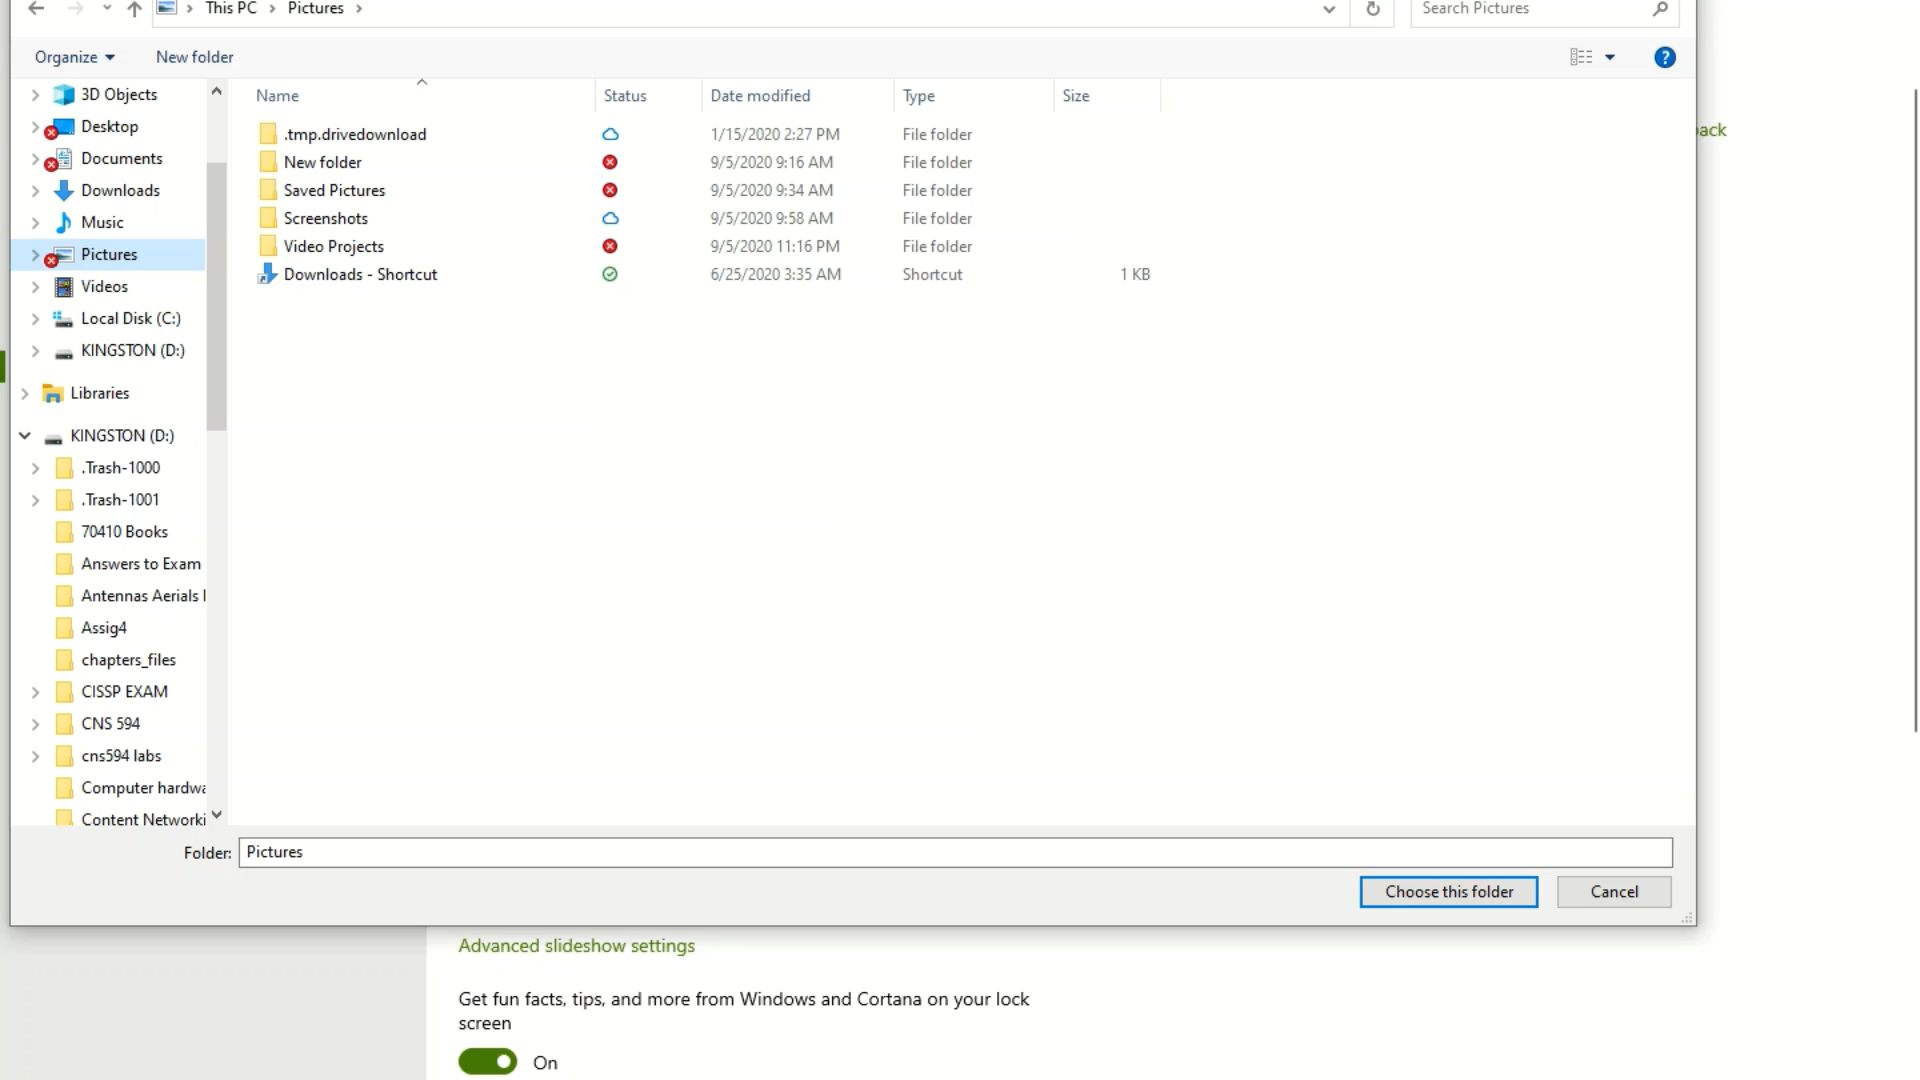 This PC > Pictures >
Search Pictures
Organize
New folder
?
Name
Status
Date modified
Type
Size
3D Objects
Desktop
Documents
Downloads
Music
Pictures
Videos
Local Disk (C:)
KINGSTON (D:)
Libraries
KINGSTON (D:)
.Trash-1000
.Trash-1001
70410 Books
Answers to Exam
Antennas Aerials
Assig4
chapters_files
CISSP EXAM
CNS 594
cns594 labs
Computer hardwa
Content Networki
.tmp.drivedownload 1/15/2020 2:27 PM File folder
New folder 9/5/2020 9:16 AM File folder
Saved Pictures 9/5/2020 9:34 AM File folder
Screenshots 9/5/2020 9:58 AM File folder
Video Projects 9/5/2020 11:16 PM File folder
Downloads - Shortcut 6/25/2020 3:35 AM Shortcut 1 KB
back
Folder: Pictures
Choose this folder
Cancel
Advanced slideshow settings
Get fun facts, tips, and more from Windows and Cortana on your lock
screen
On